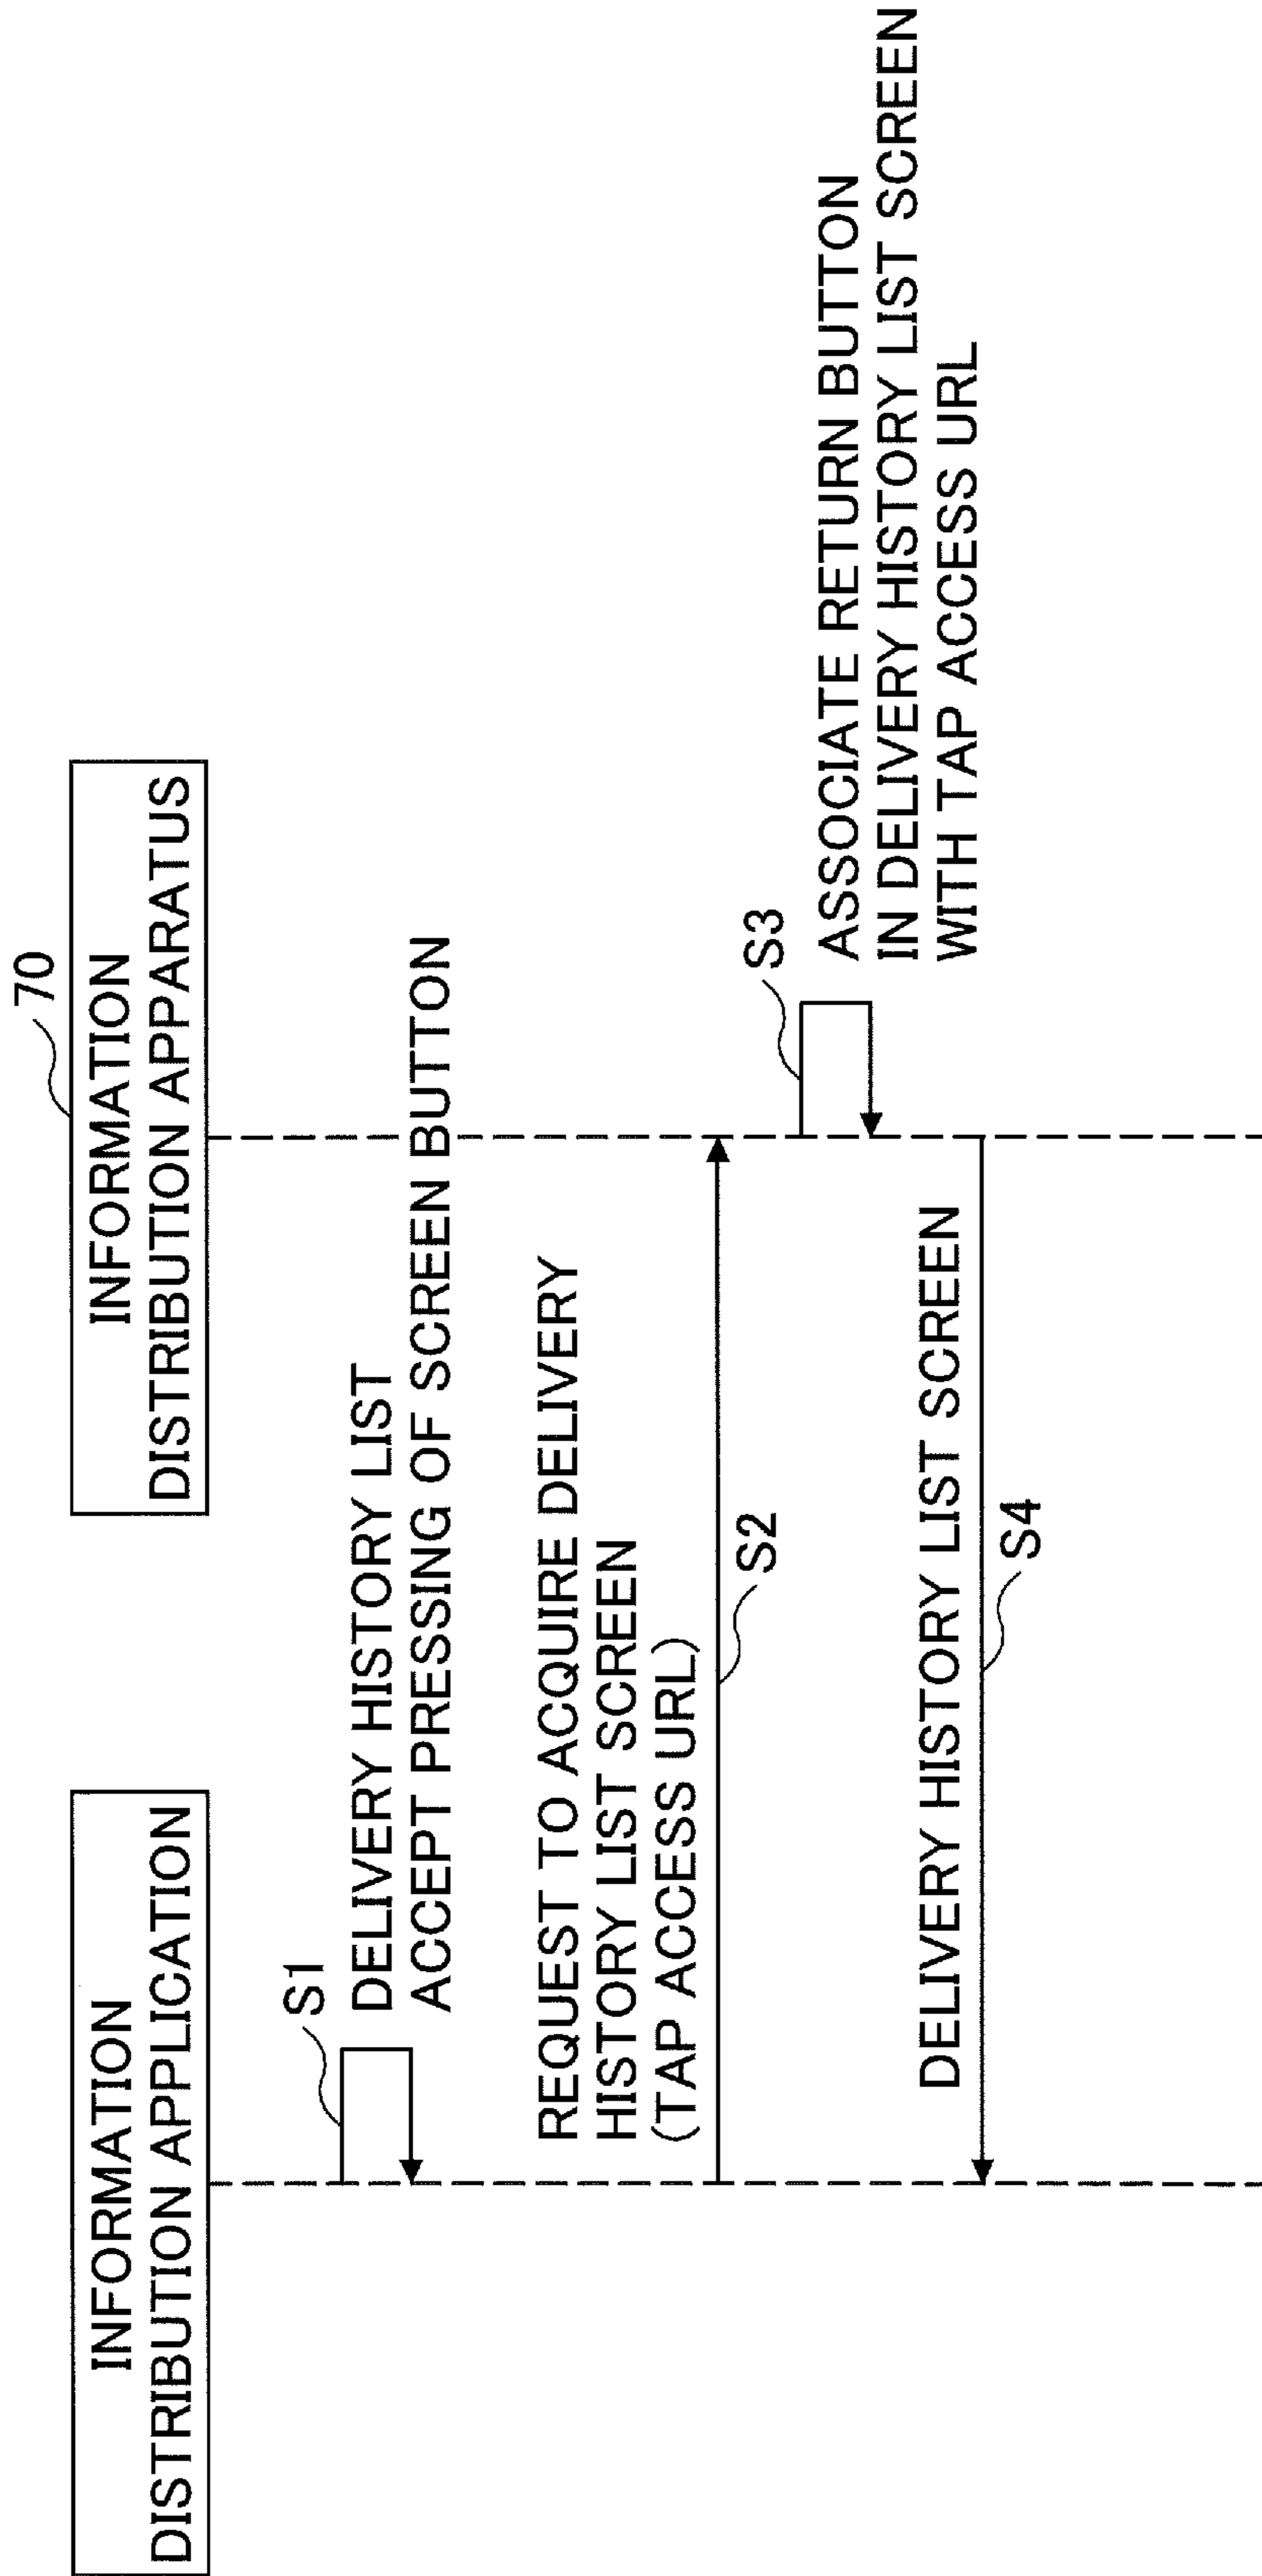 INFORMATION
DISTRIBUTION APPLICATION
70
INFORMATION
DISTRIBUTION APPARATUS
S1
DELIVERY HISTORY LIST
ACCEPT PRESSING OF SCREEN BUTTON
REQUEST TO ACQUIRE DELIVERY
HISTORY LIST SCREEN
(TAP ACCESS URL)
S2
S3
ASSOCIATE RETURN BUTTON
IN DELIVERY HISTORY LIST SCREEN
WITH TAP ACCESS URL
DELIVERY HISTORY LIST SCREEN
S4